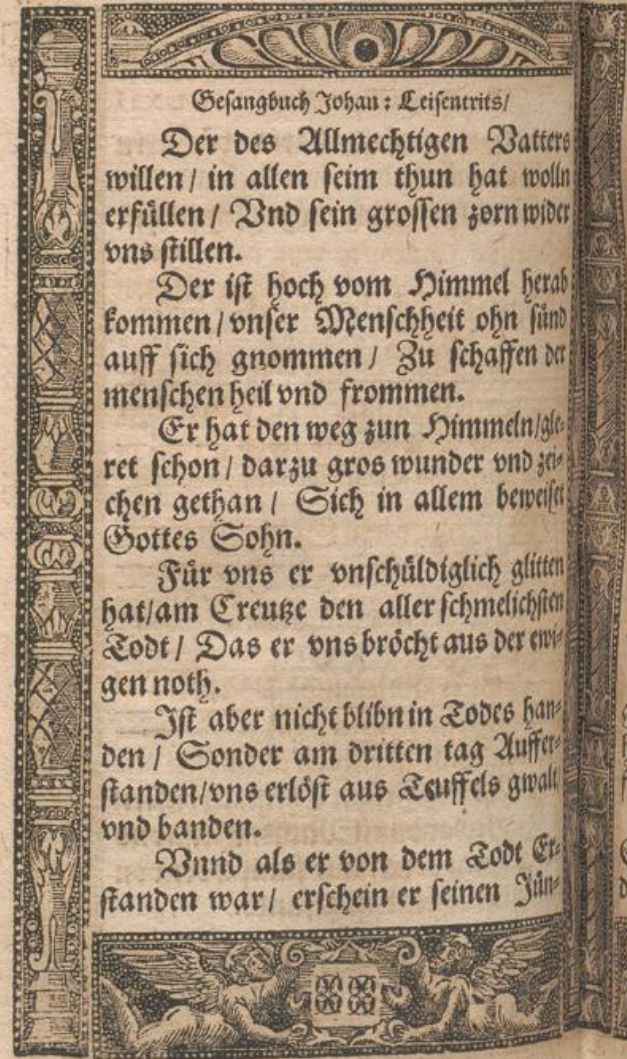 Gesangbuch Johan: Leisentrits/
Der des Allmechtigen Vatters
willen/ in allen seim thun hat wolln
erfüllen/ Vnd sein grossen zorn wider
vns stillen.
Der ist hoch vom Himmel herab
kommen/ vnser Menschheit ohn sünd
auff sich gnommen/ Zu schaffen der
menschen heil vnd frommen.
Er hat den weg zun Himmeln/gle-
ret schon/ darzu gros wunder vnd zei-
chen gethan/ Sich in allem beweiset
Gottes Sohn.
Für vns er vnschüldiglich glitten
hat/am Creutze den aller schmelichsten
Todt/ Das er vns bröcht aus der ewi-
gen noth.
Ist aber nicht blibn in Todes han-
den/ Sonder am dritten tag Auffer-
standen/vns erlöst aus Teuffels gwalt
vnd banden.
Vnnd als er von dem Todt Er-
standen war/ erschein er seinen Jün-